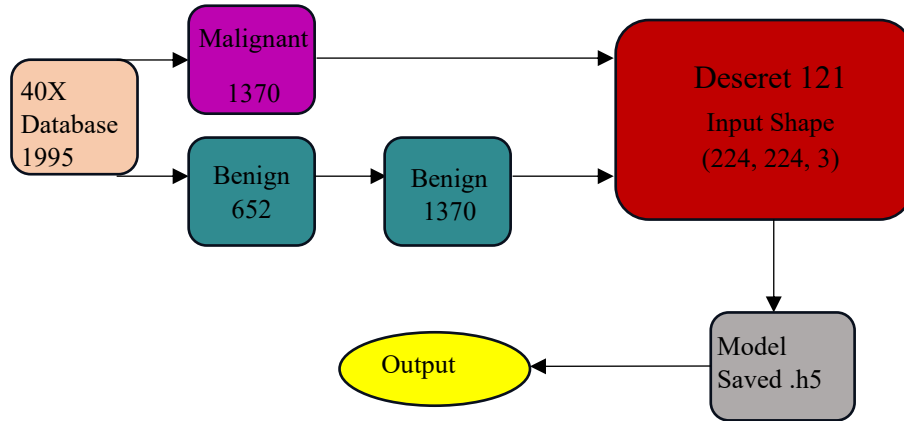 40X
Database
1995
Malignant
1370
Benign
652
Benign
1370
Deseret 121
Input Shape
(224, 224, 3)
Model
Saved .h5
Output